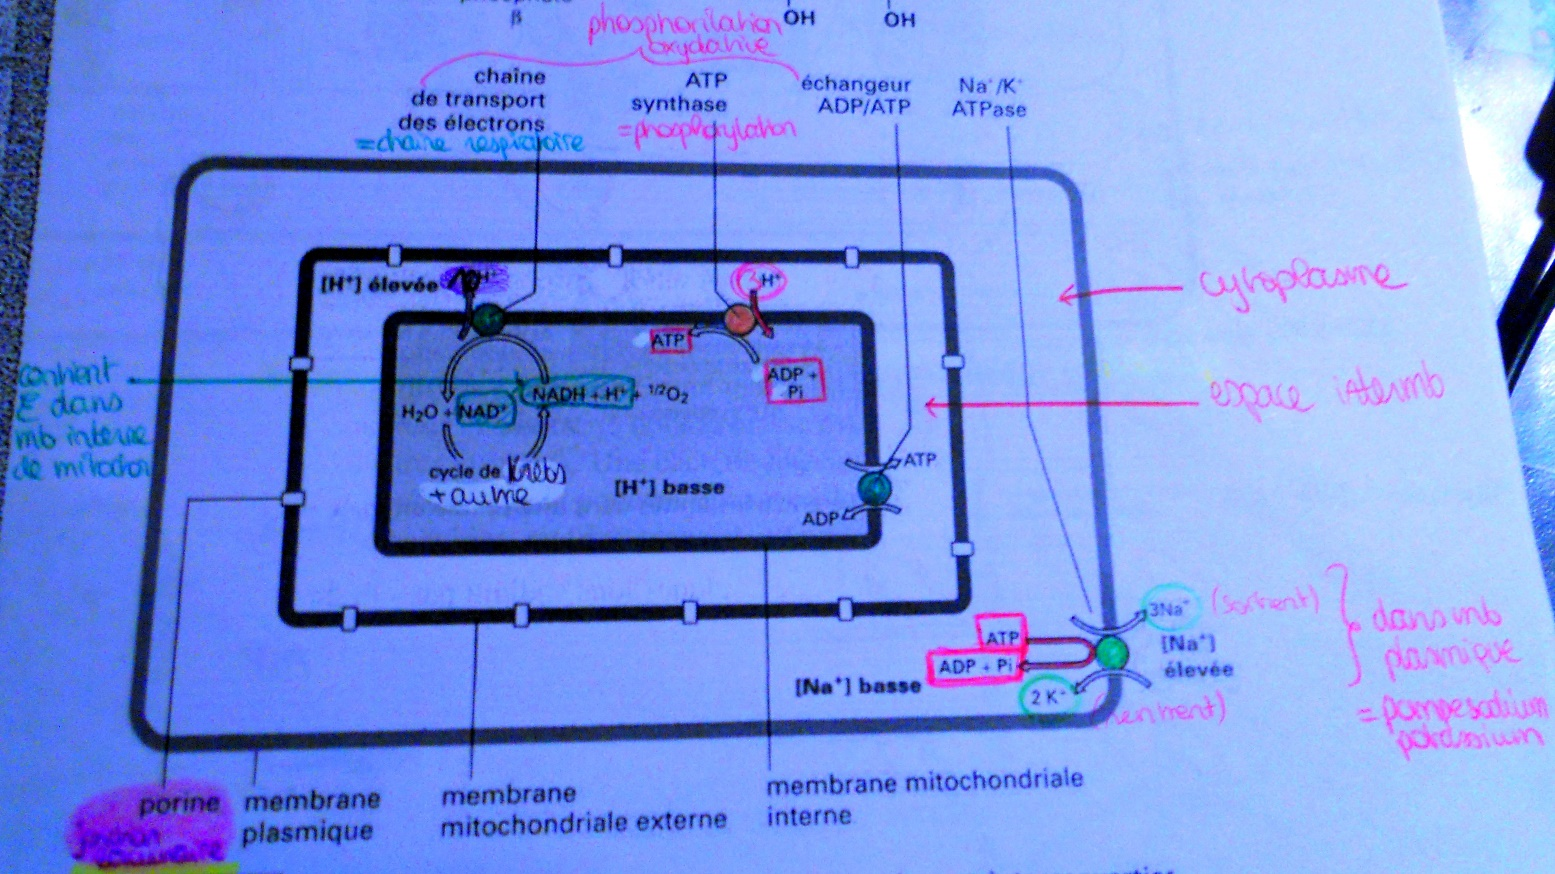 β
OH
OH
phosphorilation
oxydative
chaîne
de transport
des électrons
= chaine respiratoire
ATP
synthase
= phosphorylation
échangeur
ADP/ATP
Na⁺/K⁺
ATPase
[H⁺] élevée
3H⁺
ATP
ADP +
Pi
NADH + H⁺ + 1/2O₂
H₂O + NAD⁺
cycle de Krebs
+ autre
[H⁺] basse
ATP
ADP
contient
E dans
mb interne
de mitochon
cytoplasme
espace intermb
3Na⁺ (sortent)
[Na⁺]
élevée
ATP
ADP + Pi
[Na⁺] basse
2 K⁺
(rentrent)
dans mb
plasmique
= pompe sodium
potassium
porine
membrane
plasmique
membrane
mitochondriale externe
membrane mitochondriale
interne